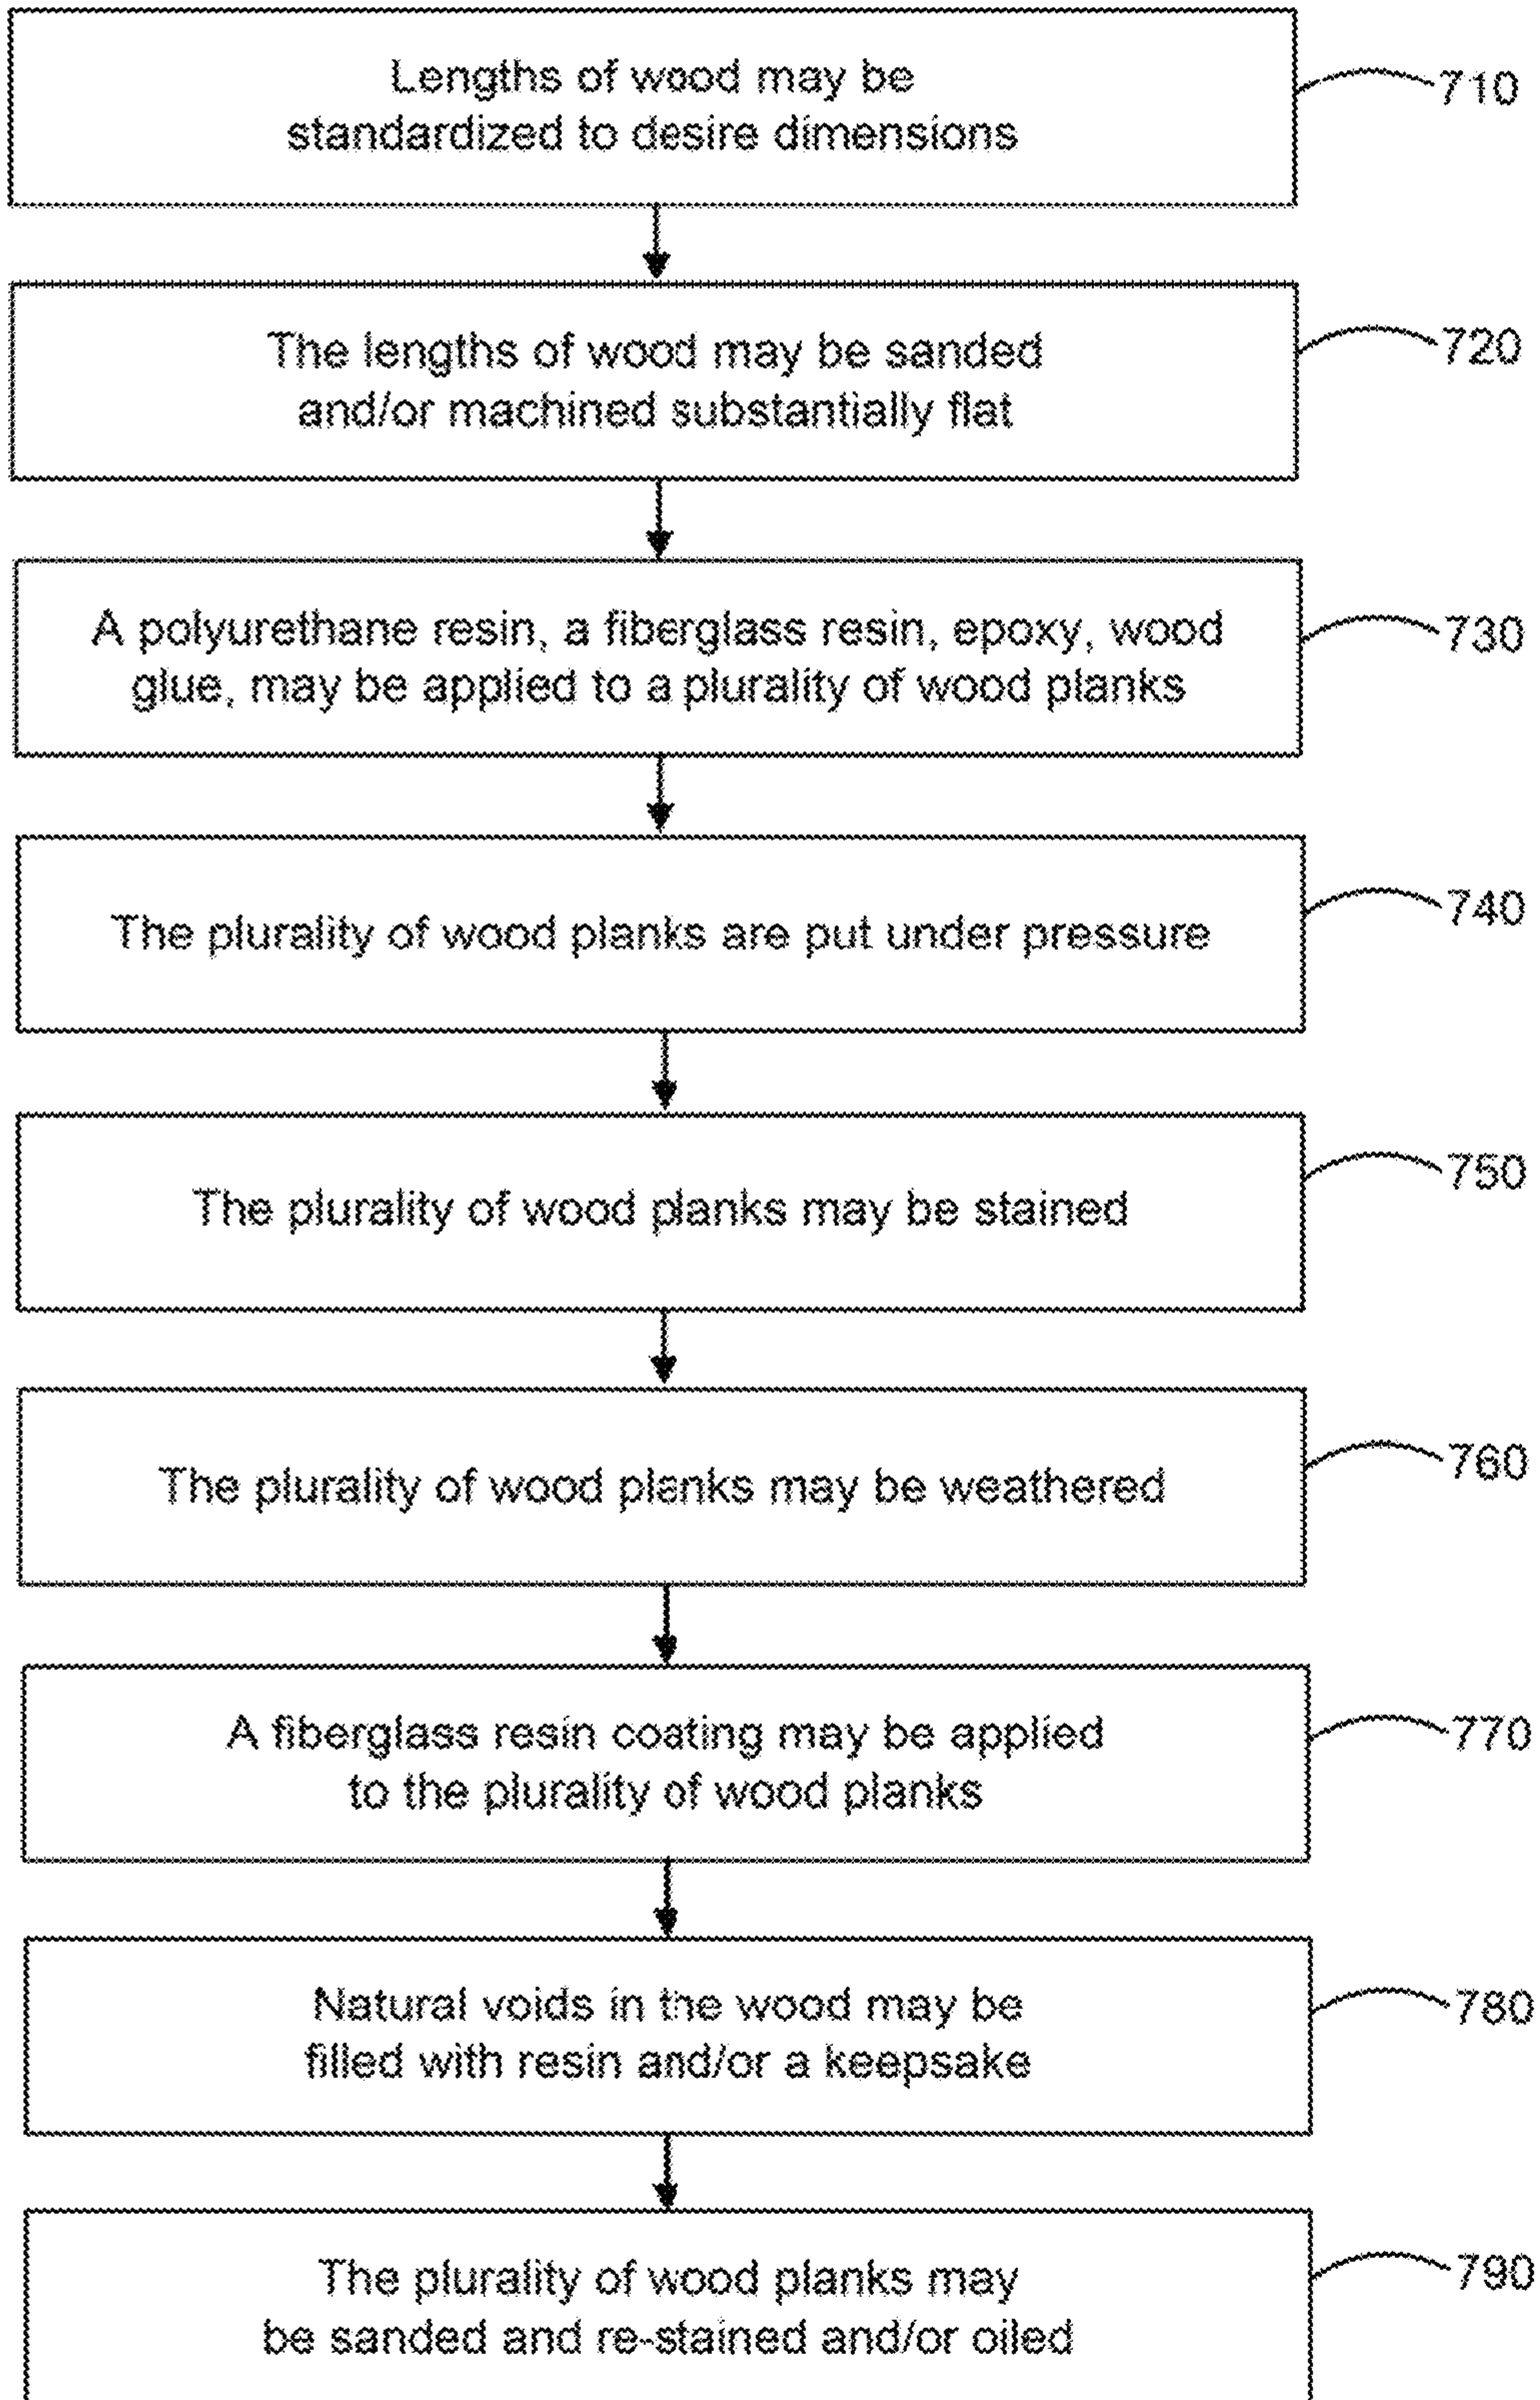 Lengths of wood may be
standardized to desire dimensions
710
The lengths of wood may be sanded
and/or machined substantially flat
720
A polyurethane resin, a fiberglass resin, epoxy, wood
glue, may be applied to a plurality of wood planks
730
The plurality of wood planks are put under pressure
740
The plurality of wood planks may be stained
750
The plurality of wood planks may be weathered
760
A fiberglass resin coating may be applied
to the plurality of wood planks
770
Natural voids in the wood may be
filled with resin and/or a keepsake
780
The plurality of wood planks may
be sanded and re-stained and/or oiled
790